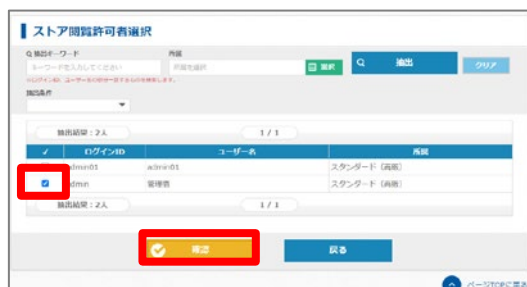 ストア閲覧許可者選択
抽出キーワード 所属
キーワードを入力してください 所属を選択 選択 抽出 クリア
抽出条件
抽出結果：2人 1 / 1
ログインID ユーザー名 所属
admin01 admin01 スタンダード（再販）
admin 管理者 スタンダード（再販）
抽出結果：2人 1 / 1
確認 戻る
ページTOPに戻る